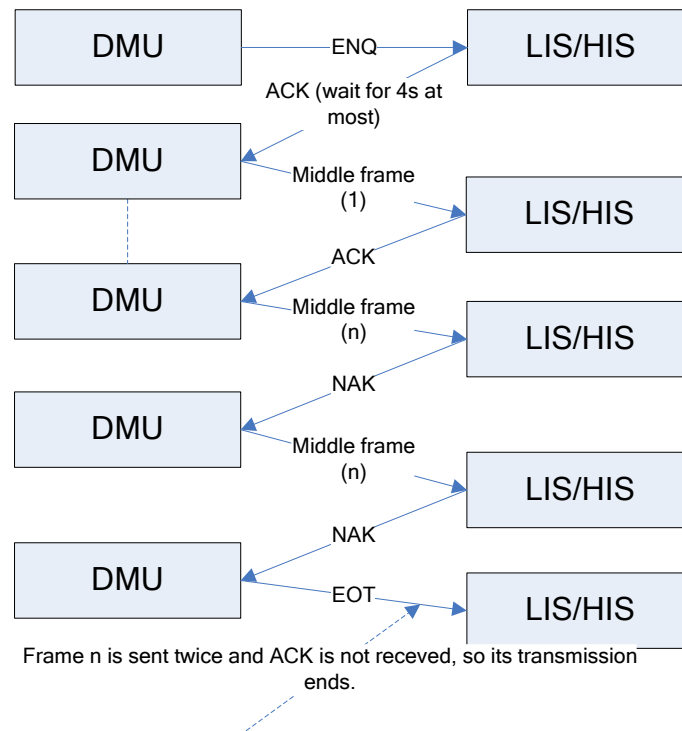 DMU
ENQ
LIS/HIS
ACK (wait for 4s at
most)
DMU
Middle frame
(1)
LIS/HIS
ACK
DMU
Middle frame
(n)
LIS/HIS
NAK
DMU
Middle frame
(n)
LIS/HIS
NAK
DMU
EOT
LIS/HIS
Frame n is sent twice and ACK is not receved, so its transmission
ends.